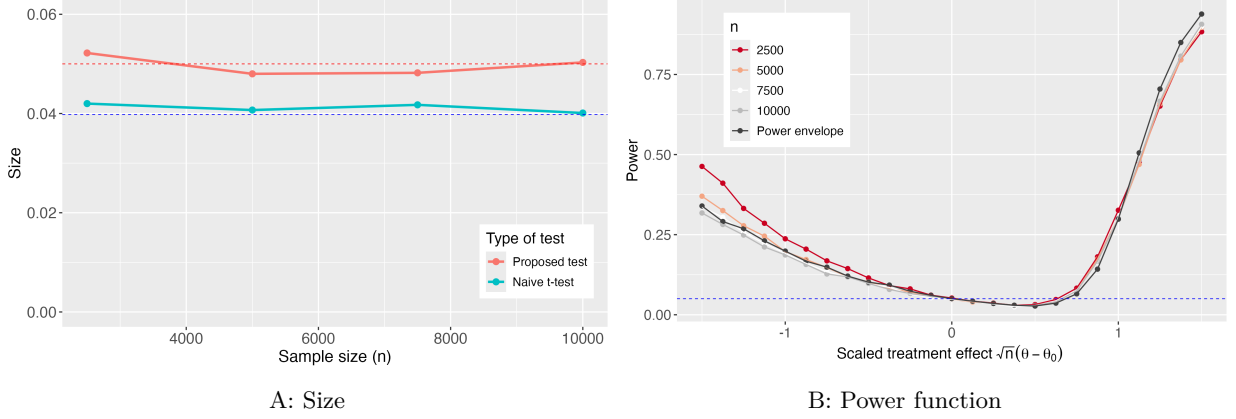 0.06
0.04
0.02
0.00
Size
4000
6000
8000
10000
Sample size (n)
Type of test
Proposed test
Naive t-test
A: Size
0.75
0.50
0.25
0.00
Power
-1
0
1
Scaled treatment effect √n(θ − θ₀)
n
2500
5000
7500
10000
Power envelope
B: Power function